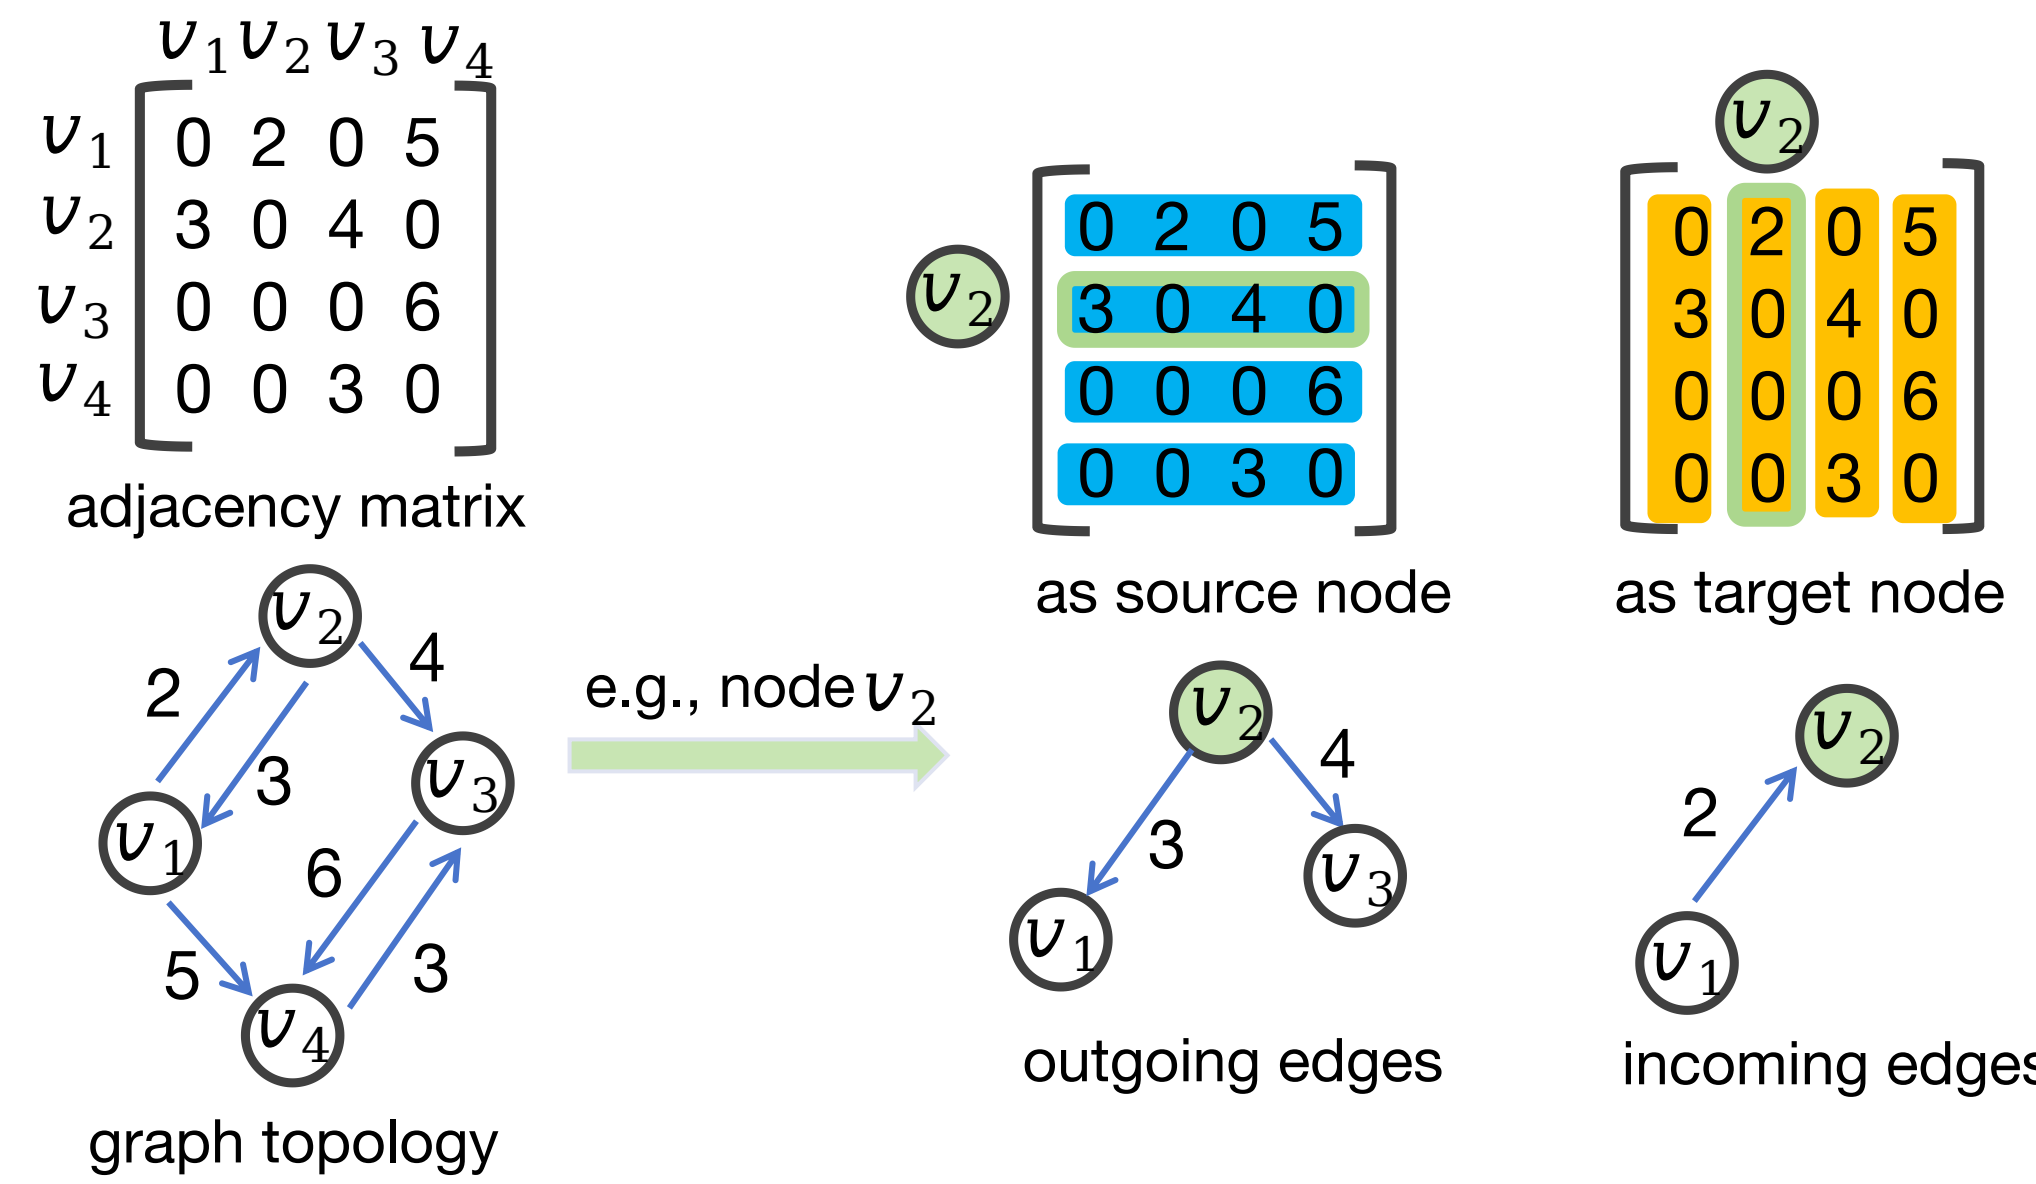 v1 v2 v3 v4
v1 0 2 0 5
v2 3 0 4 0
v3 0 0 0 6
v4 0 0 3 0
adjacency matrix
v2
4
2
3
v3
v1
6
5
3
v4
graph topology
e.g., node v2
0 2 0 5
v2 3 0 4 0
0 0 0 6
0 0 3 0
as source node
v2
4
3
v3
v1
outgoing edges
v2
0 2 0 5
3 0 4 0
0 0 0 6
0 0 3 0
as target node
v2
2
v1
incoming edges